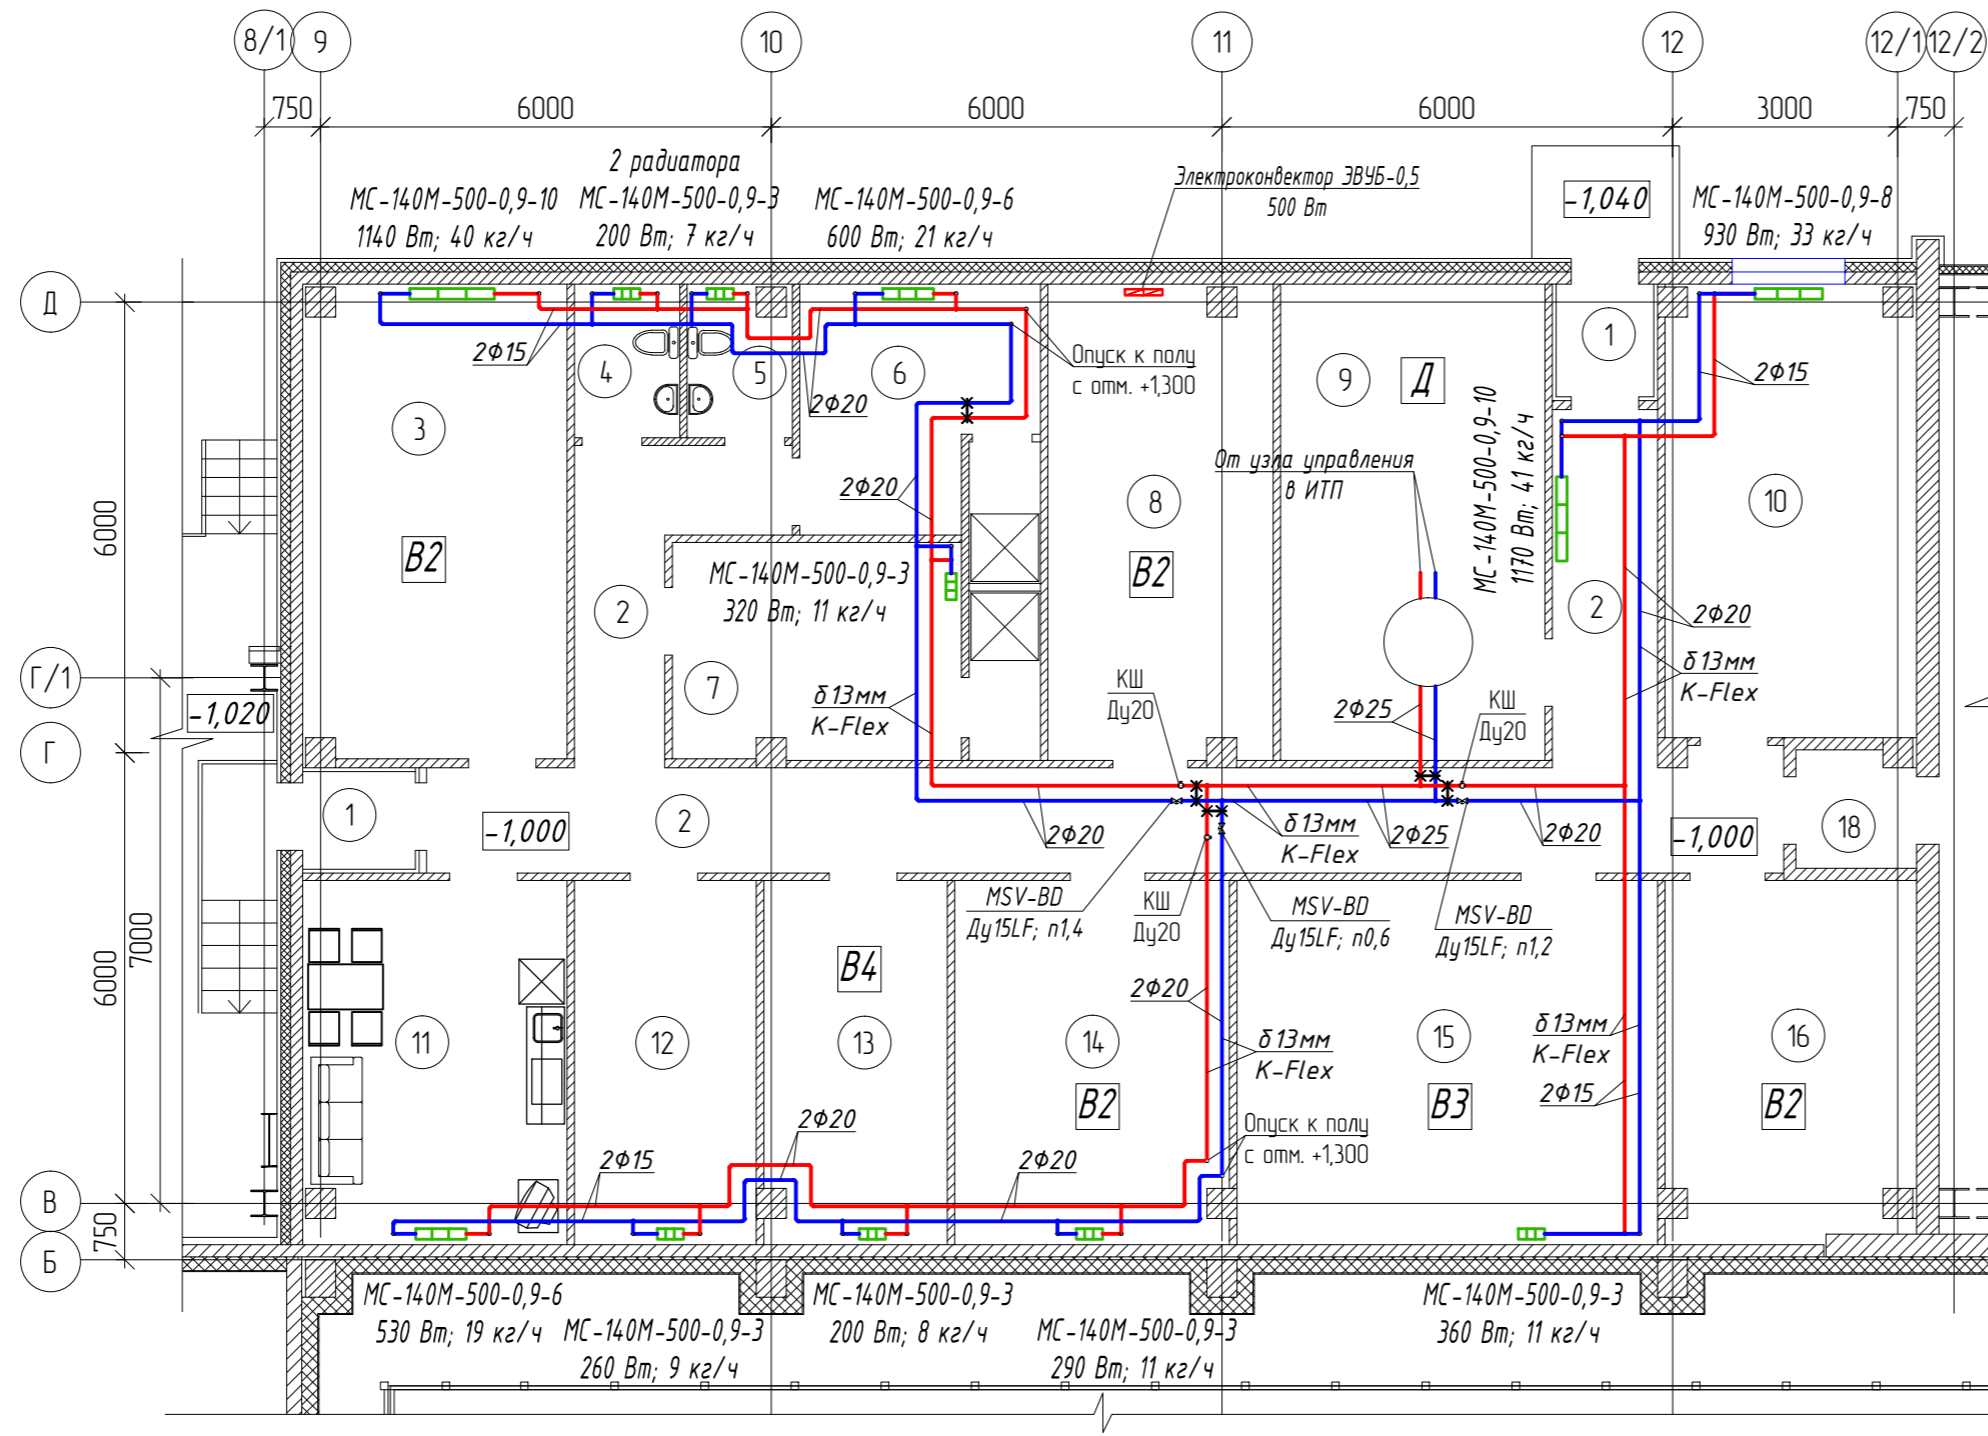 8/1 9 10 11 12 12/1 12/2
750 6000 6000 6000 3000 750
2 радиатора
МС-140М-500-0,9-10 МС-140М-500-0,9-3 МС-140М-500-0,9-6
1140 Вт; 40 кг/ч 200 Вт; 7 кг/ч 600 Вт; 21 кг/ч
Электроконвектор ЭВУБ-0,5
500 Вт
-1,040
МС-140М-500-0,9-8
930 Вт; 33 кг/ч
Д
2ф15
4
5
6
2ф20
Опуск к полу
с отм. +1,300
9
Д
1
2ф15
3
МС-140М-500-0,9-10
1170 Вт; 41 кг/ч
От узла управления
в ИТП
2ф20
8
10
6000
В2
В2
МС-140М-500-0,9-3
320 Вт; 11 кг/ч
2
2
2ф20
δ13мм
K-Flex
Г/1
7
-1,020
δ13мм
K-Flex
КШ
Ду20
2ф25
КШ
Ду20
Г
1
-1,000
2
2ф20
δ13мм
K-Flex
2ф25
2ф20
-1,000
18
MSV-BD
Ду15LF; n1,4
КШ
Ду20
MSV-BD
Ду15LF; n0,6
MSV-BD
Ду15LF; n1,2
6000
7000
В4
2ф20
11
12
13
14
δ13мм
K-Flex
15
δ13мм
K-Flex
16
В2
В3
2ф15
В2
2ф20
Опуск к полу
с отм. +1,300
2ф15
2ф20
В
750
Б
МС-140М-500-0,9-6
530 Вт; 19 кг/ч
МС-140М-500-0,9-3
260 Вт; 9 кг/ч
МС-140М-500-0,9-3
200 Вт; 8 кг/ч
МС-140М-500-0,9-3
290 Вт; 11 кг/ч
МС-140М-500-0,9-3
360 Вт; 11 кг/ч